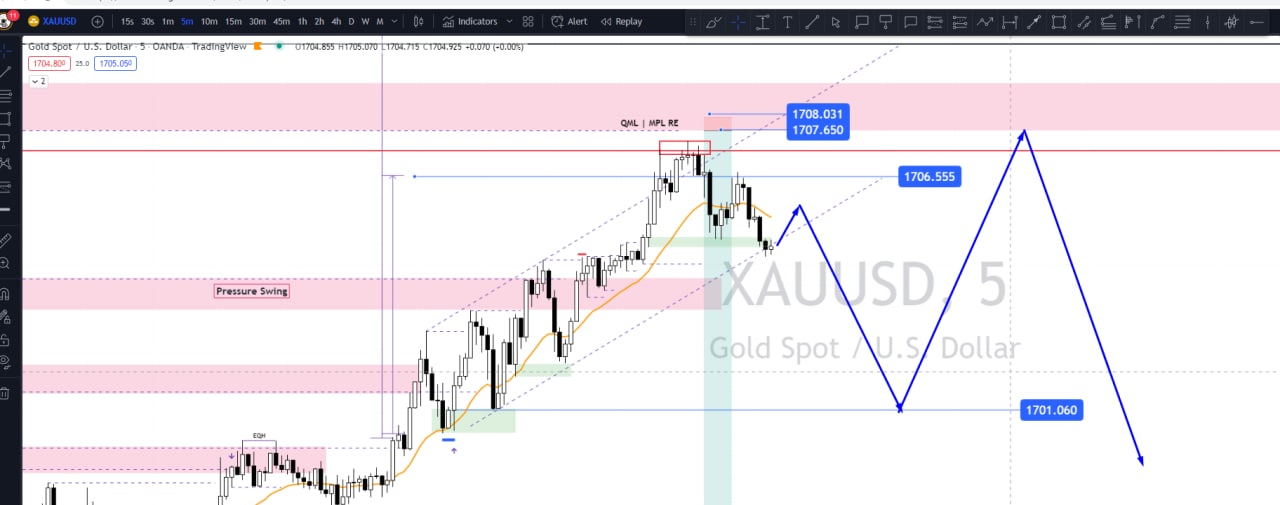 11
XAUUSD
15s 30s 1m 5m 10m 15m 30m 45m 1h 2h 4h D W M
Indicators
Alert
Replay
Gold Spot / U.S. Dollar · 5 · OANDA · TradingView
O1704.855 H1705.070 L1704.715 C1704.925 +0.070 (+0.00%)
1704.800
25.0
1705.050
2
QML | MPL RE
1708.031
1707.650
1706.555
Pressure Swing
XAUUSD, 5
Gold Spot / U.S. Dollar
1701.060
EQH